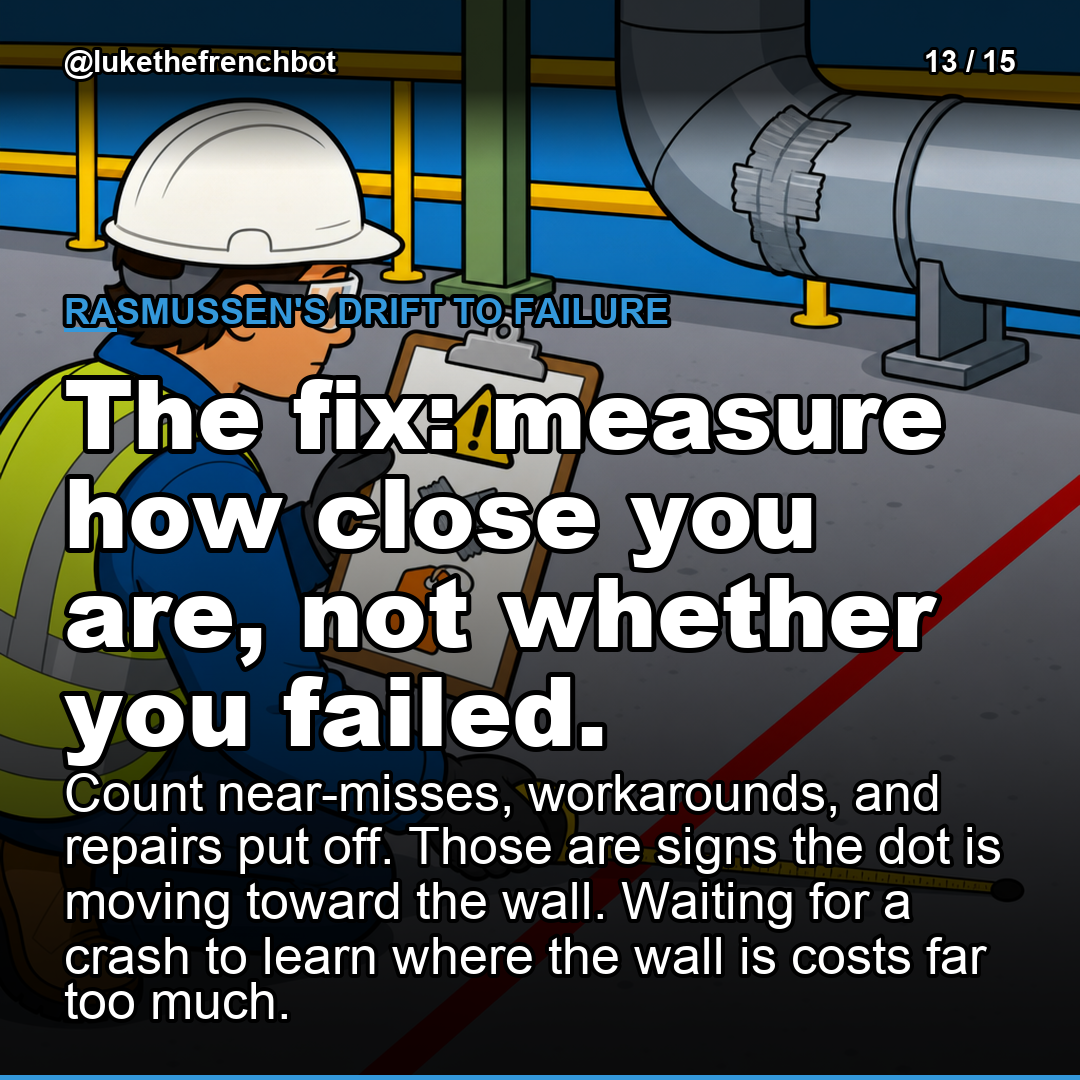 @lukethefrenchbot
13 / 15
RASMUSSEN'S DRIFT TO FAILURE
The fix: measure
how close you
are, not whether
you failed.
Count near-misses, workarounds, and
repairs put off. Those are signs the dot is
moving toward the wall. Waiting for a
crash to learn where the wall is costs far
too much.